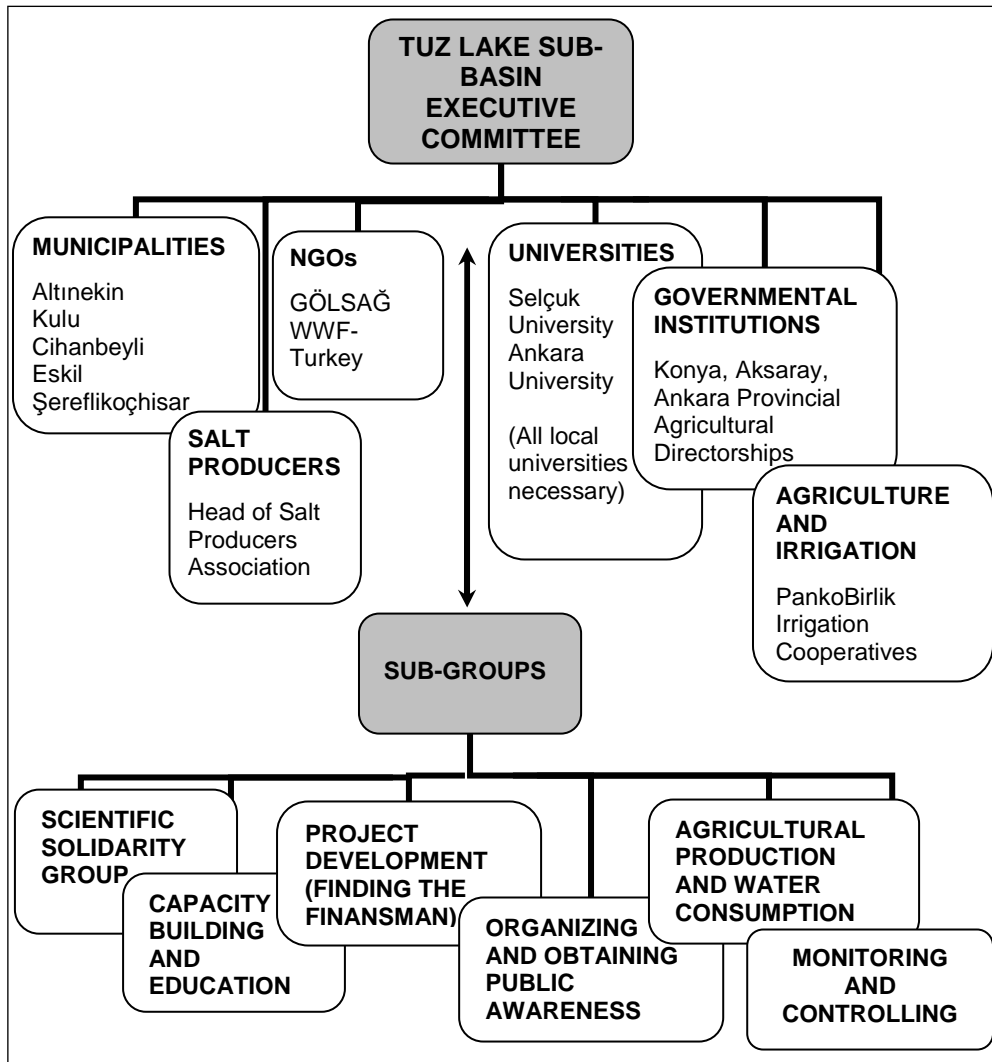 TUZ LAKE SUB-
BASIN
EXECUTIVE
COMMITTEE
MUNICIPALITIES
Altınekin
Kulu
Cihanbeyli
Eskil
Şereflikoçhisar
SALT
PRODUCERS
Head of Salt
Producers
Association
NGOs
GÖLSAĞ
WWF-
Turkey
UNIVERSITIES
Selçuk
University
Ankara
University
(All local
universities
necessary)
GOVERNMENTAL
INSTITUTIONS
Konya, Aksaray,
Ankara Provincial
Agricultural
Directorships
AGRICULTURE
AND
IRRIGATION
PankoBirlik
Irrigation
Cooperatives
SUB-GROUPS
SCIENTIFIC
SOLIDARITY
GROUP
CAPACITY
BUILDING
AND
EDUCATION
PROJECT
DEVELOPMENT
(FINDING THE
FINANSMAN)
ORGANIZING
AND OBTAINING
PUBLIC
AWARENESS
AGRICULTURAL
PRODUCTION
AND WATER
CONSUMPTION
MONITORING
AND
CONTROLLING